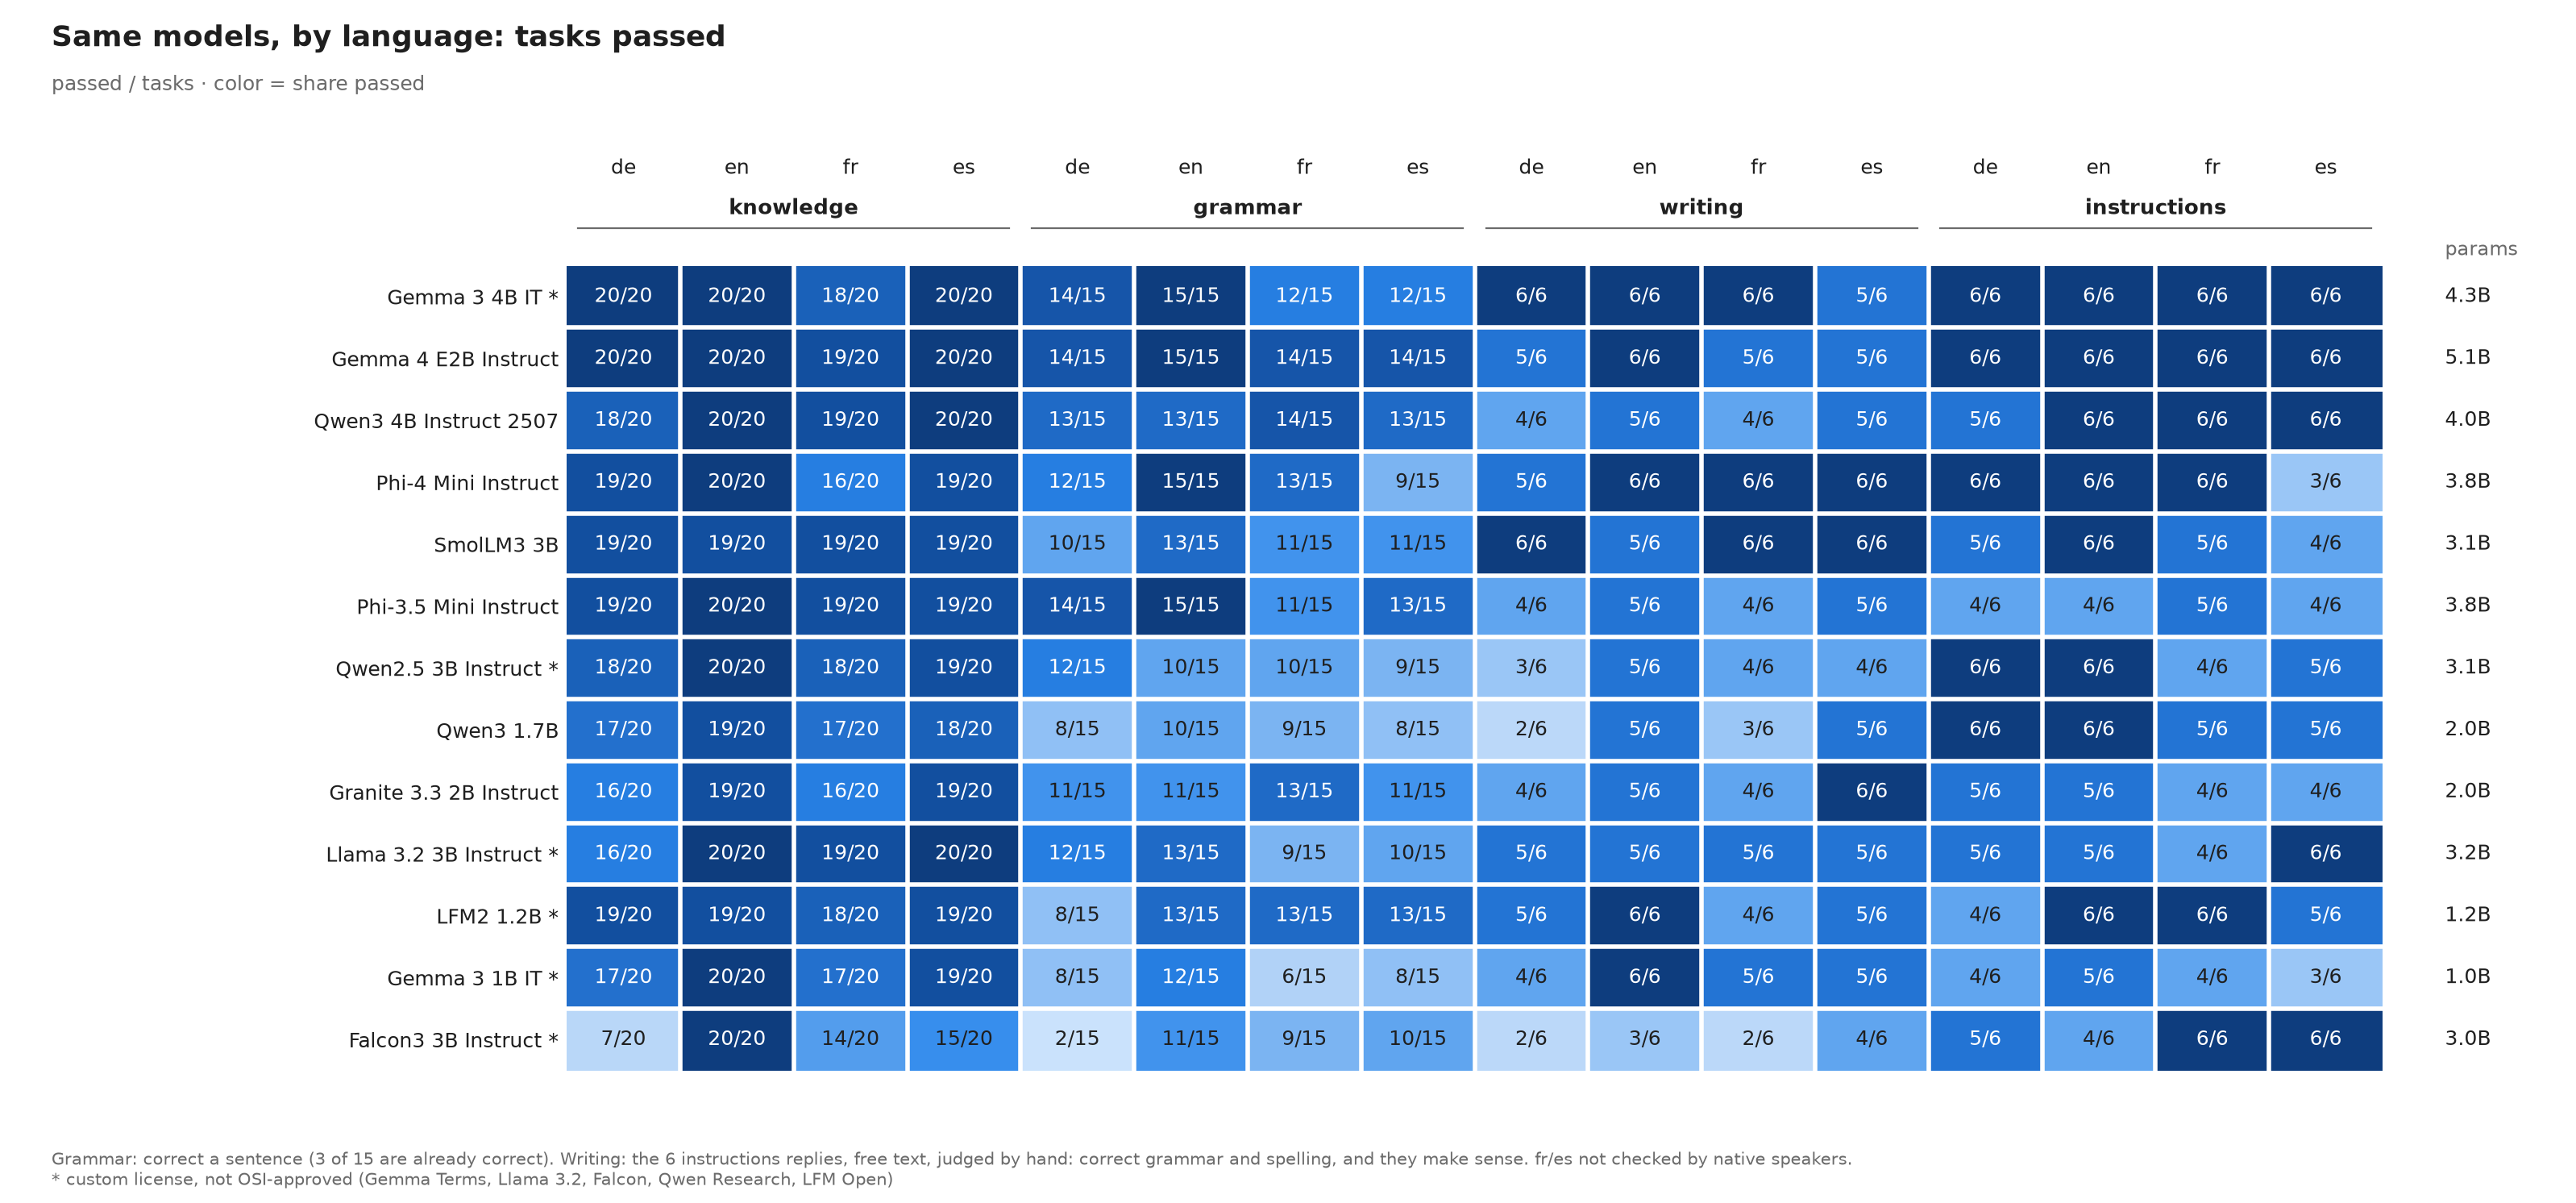 Same models, by language: tasks passed
passed / tasks · color = share passed
de en fr es de en fr es de en fr es de en fr es
knowledge grammar writing instructions
params
Gemma 3 4B IT * 20/20 20/20 18/20 20/20 14/15 15/15 12/15 12/15 6/6 6/6 6/6 5/6 6/6 6/6 6/6 6/6 4.3B
Gemma 4 E2B Instruct 20/20 20/20 19/20 20/20 14/15 15/15 14/15 14/15 5/6 6/6 5/6 5/6 6/6 6/6 6/6 6/6 5.1B
Qwen3 4B Instruct 2507 18/20 20/20 19/20 20/20 13/15 13/15 14/15 13/15 4/6 5/6 4/6 5/6 5/6 6/6 6/6 6/6 4.0B
Phi-4 Mini Instruct 19/20 20/20 16/20 19/20 12/15 15/15 13/15 9/15 5/6 6/6 6/6 6/6 6/6 6/6 6/6 3/6 3.8B
SmolLM3 3B 19/20 19/20 19/20 19/20 10/15 13/15 11/15 11/15 6/6 5/6 6/6 6/6 5/6 6/6 5/6 4/6 3.1B
Phi-3.5 Mini Instruct 19/20 20/20 19/20 19/20 14/15 15/15 11/15 13/15 4/6 5/6 4/6 5/6 4/6 4/6 5/6 4/6 3.8B
Qwen2.5 3B Instruct * 18/20 20/20 18/20 19/20 12/15 10/15 10/15 9/15 3/6 5/6 4/6 4/6 6/6 6/6 4/6 5/6 3.1B
Qwen3 1.7B 17/20 19/20 17/20 18/20 8/15 10/15 9/15 8/15 2/6 5/6 3/6 5/6 6/6 6/6 5/6 5/6 2.0B
Granite 3.3 2B Instruct 16/20 19/20 16/20 19/20 11/15 11/15 13/15 11/15 4/6 5/6 4/6 6/6 5/6 5/6 4/6 4/6 2.0B
Llama 3.2 3B Instruct * 16/20 20/20 19/20 20/20 12/15 13/15 9/15 10/15 5/6 5/6 5/6 5/6 5/6 5/6 4/6 6/6 3.2B
LFM2 1.2B * 19/20 19/20 18/20 19/20 8/15 13/15 13/15 13/15 5/6 6/6 4/6 5/6 4/6 6/6 6/6 5/6 1.2B
Gemma 3 1B IT * 17/20 20/20 17/20 19/20 8/15 12/15 6/15 8/15 4/6 6/6 5/6 5/6 4/6 5/6 4/6 3/6 1.0B
Falcon3 3B Instruct * 7/20 20/20 14/20 15/20 2/15 11/15 9/15 10/15 2/6 3/6 2/6 4/6 5/6 4/6 6/6 6/6 3.0B
Grammar: correct a sentence (3 of 15 are already correct). Writing: the 6 instructions replies, free text, judged by hand: correct grammar and spelling, and they make sense. fr/es not checked by native speakers.
* custom license, not OSI-approved (Gemma Terms, Llama 3.2, Falcon, Qwen Research, LFM Open)